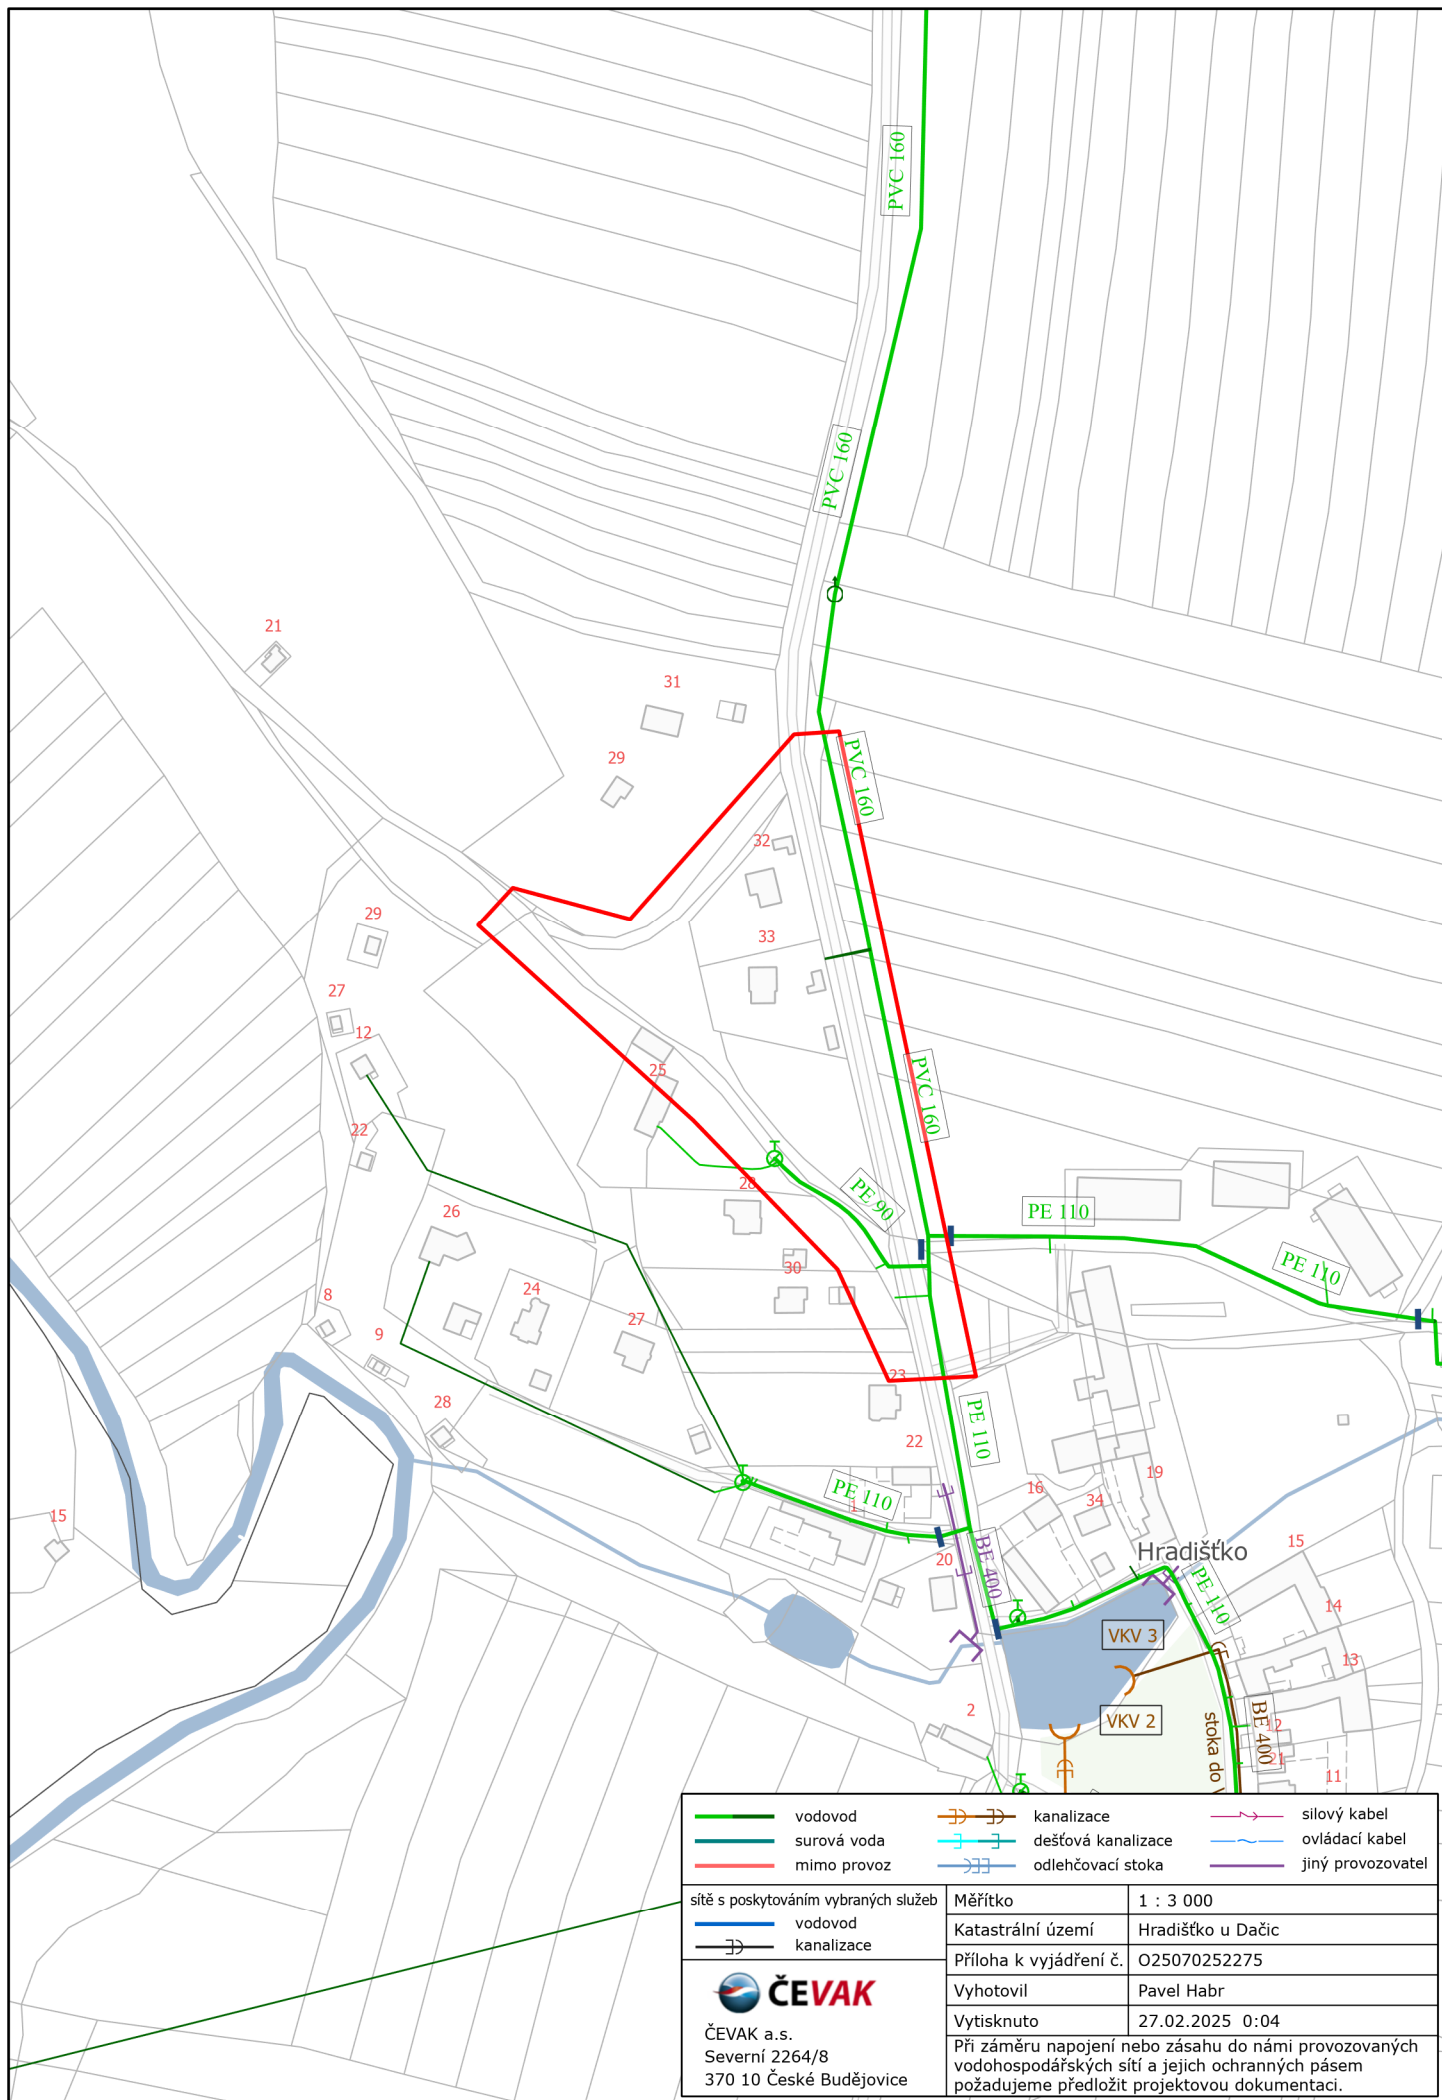 PVC 160
PVC 160
21
31
29
PVC 160
32
29
33
27
12
25
PVC 160
22
28
PE 90
26
PE 110
PE 110
30
8
24
27
9
23
28
PE 110
22
19
16
34
PE 110
1
15
Hradišťko
15
BE 400
20
PE 110
14
VKV 3
13
2
VKV 2
stoka do V
BE 400
12
21
11
vodovod
kanalizace
silový kabel
surová voda
dešťová kanalizace
ovládací kabel
mimo provoz
odlehčovací stoka
jiný provozovatel
sítě s poskytováním vybraných služeb
vodovod
kanalizace
Měřítko 1 : 3 000
Katastrální území Hradišťko u Dačic
Příloha k vyjádření č. O25070252275
Vyhotovil Pavel Habr
Vytisknuto 27.02.2025 0:04
ČEVAK
ČEVAK a.s.
Severní 2264/8
370 10 České Budějovice
Při záměru napojení nebo zásahu do námi provozovaných
vodohospodářských sítí a jejich ochranných pásem
požadujeme předložit projektovou dokumentaci.